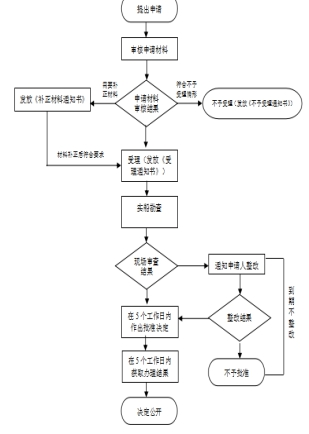 提出申请
审核申请材料
需要补
正材料
符合不予
受理情形
发放《补正材料通知书》
申请材料
审核结果
不予受理（发放《不予受理通知书》）
材料补正后符合要求
受理（发放《受
理通知书》）
实地勘查
现场审查
结果
通知申请人整改
到
期
不
整
改
在5个工作日内
作出批准决定
整改结果
在5个工作日内
获取办理结果
不予批准
决定公开